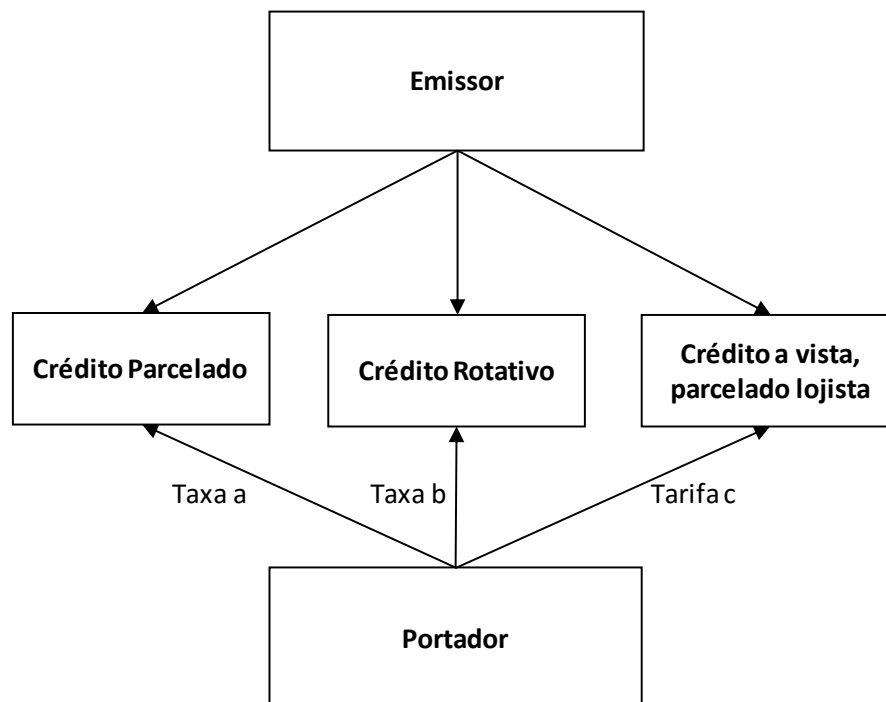 Emissor
Crédito Parcelado
Crédito Rotativo
Crédito a vista,
parcelado lojista
Taxa a
Taxa b
Tarifa c
Portador